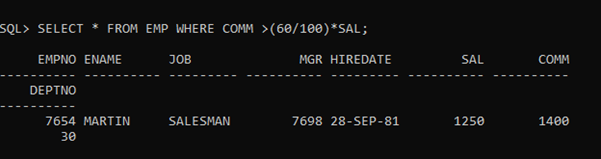 SQL> SELECT * FROM EMP WHERE COMM >(60/100)*SAL;
EMPNO ENAME JOB MGR HIREDATE SAL COMM
---------- ---------- --------- ---------- --------- ---------- ----------
DEPTNO
----------
7654 MARTIN SALESMAN 7698 28-SEP-81 1250 1400
30